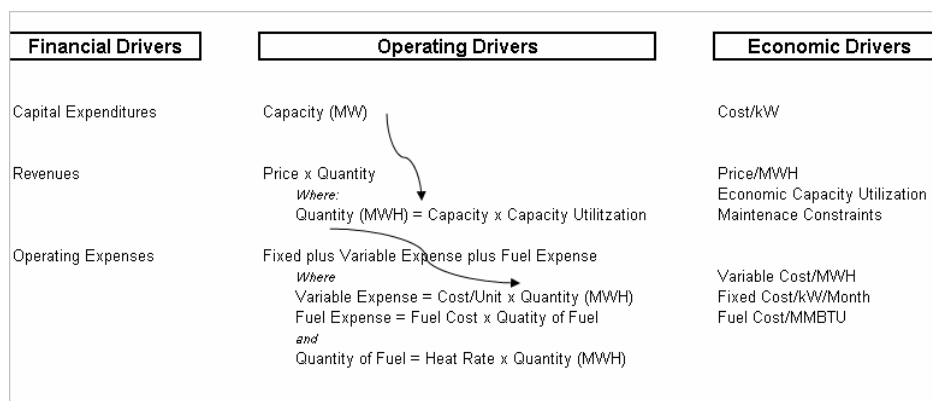 Financial Drivers Operating Drivers Economic Drivers
Capital Expenditures Capacity (MW) Cost/kW
Revenues Price x Quantity Price/MWH
Where: Economic Capacity Utilization
Quantity (MWH) = Capacity x Capacity Utilitzation Maintenace Constraints
Operating Expenses Fixed plus Variable Expense plus Fuel Expense
Where Variable Cost/MWH
Variable Expense = Cost/Unit x Quantity (MWH) Fixed Cost/kW/Month
Fuel Expense = Fuel Cost x Quatity of Fuel Fuel Cost/MMBTU
and
Quantity of Fuel = Heat Rate x Quantity (MWH)